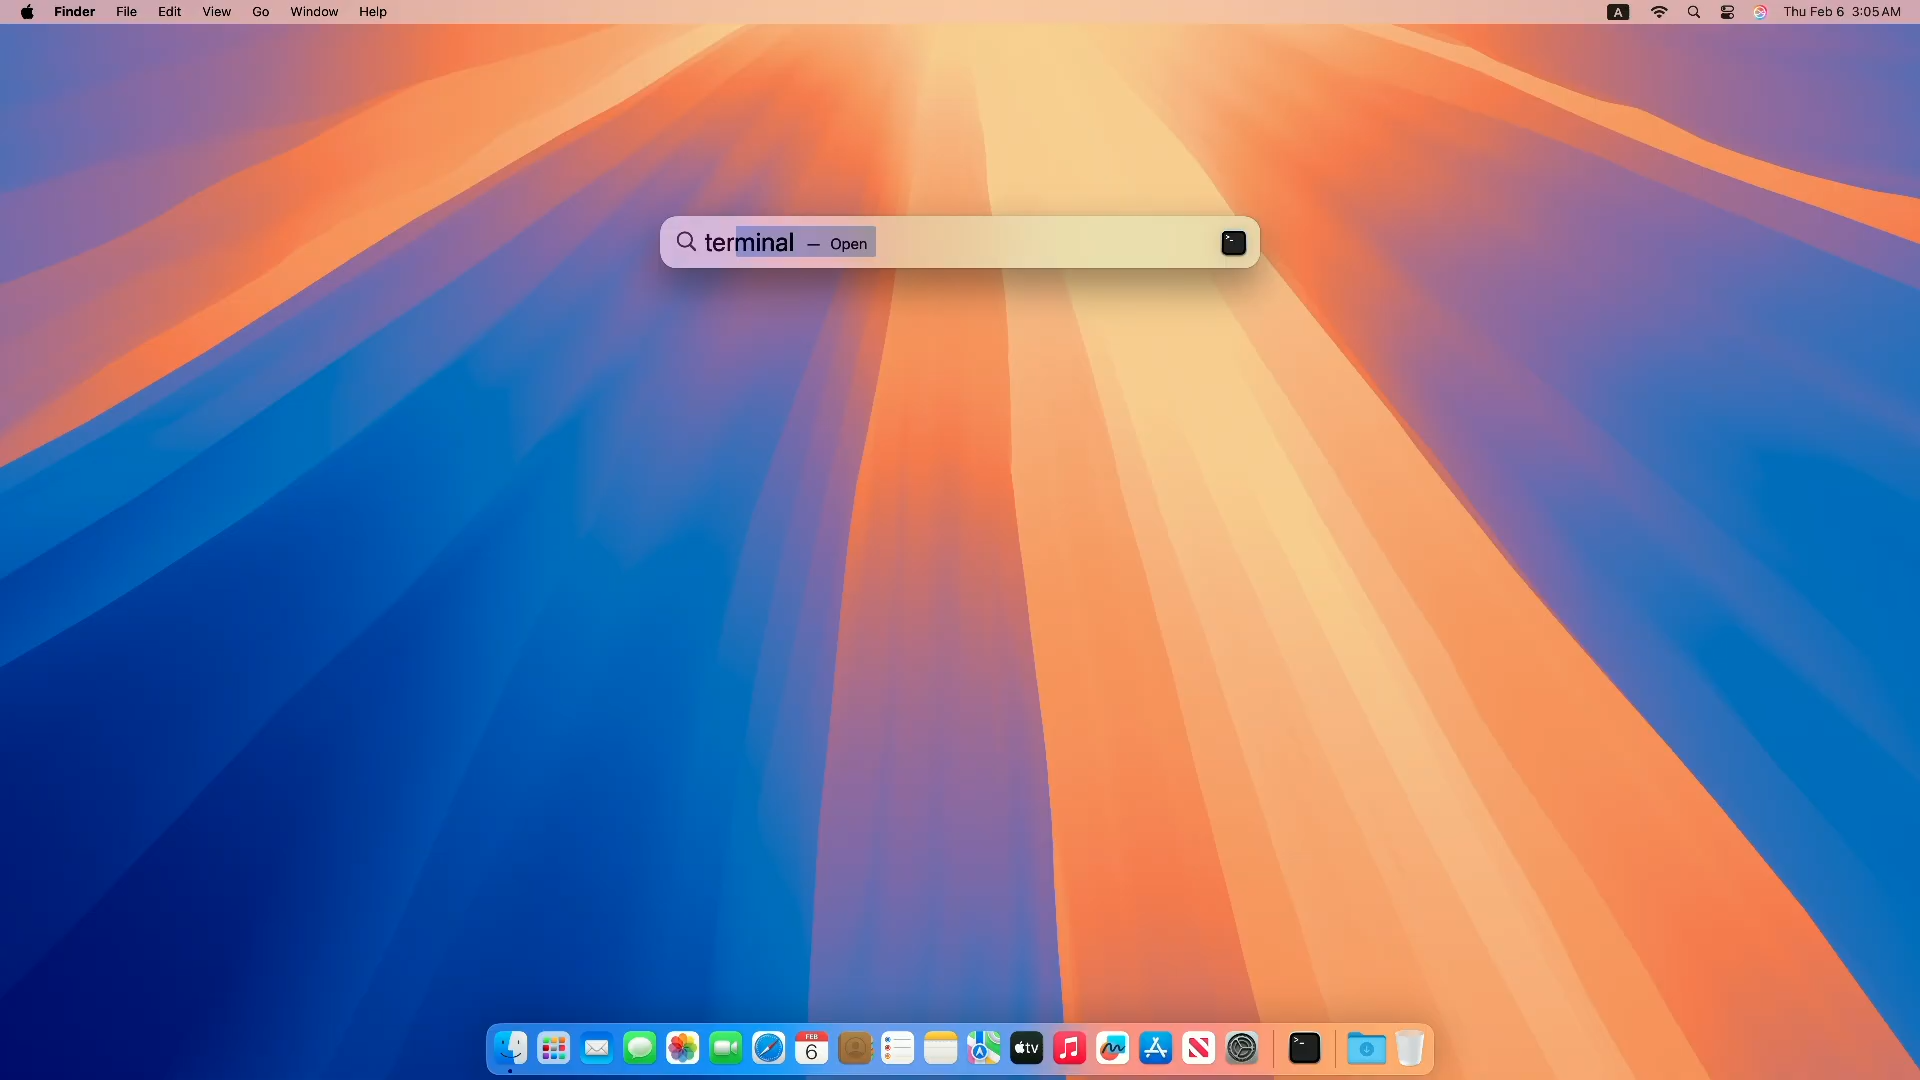 Finder File Edit View Go Window Help
A Thu Feb 6 3:05 AM
terminal — Open
FEB
6
tv